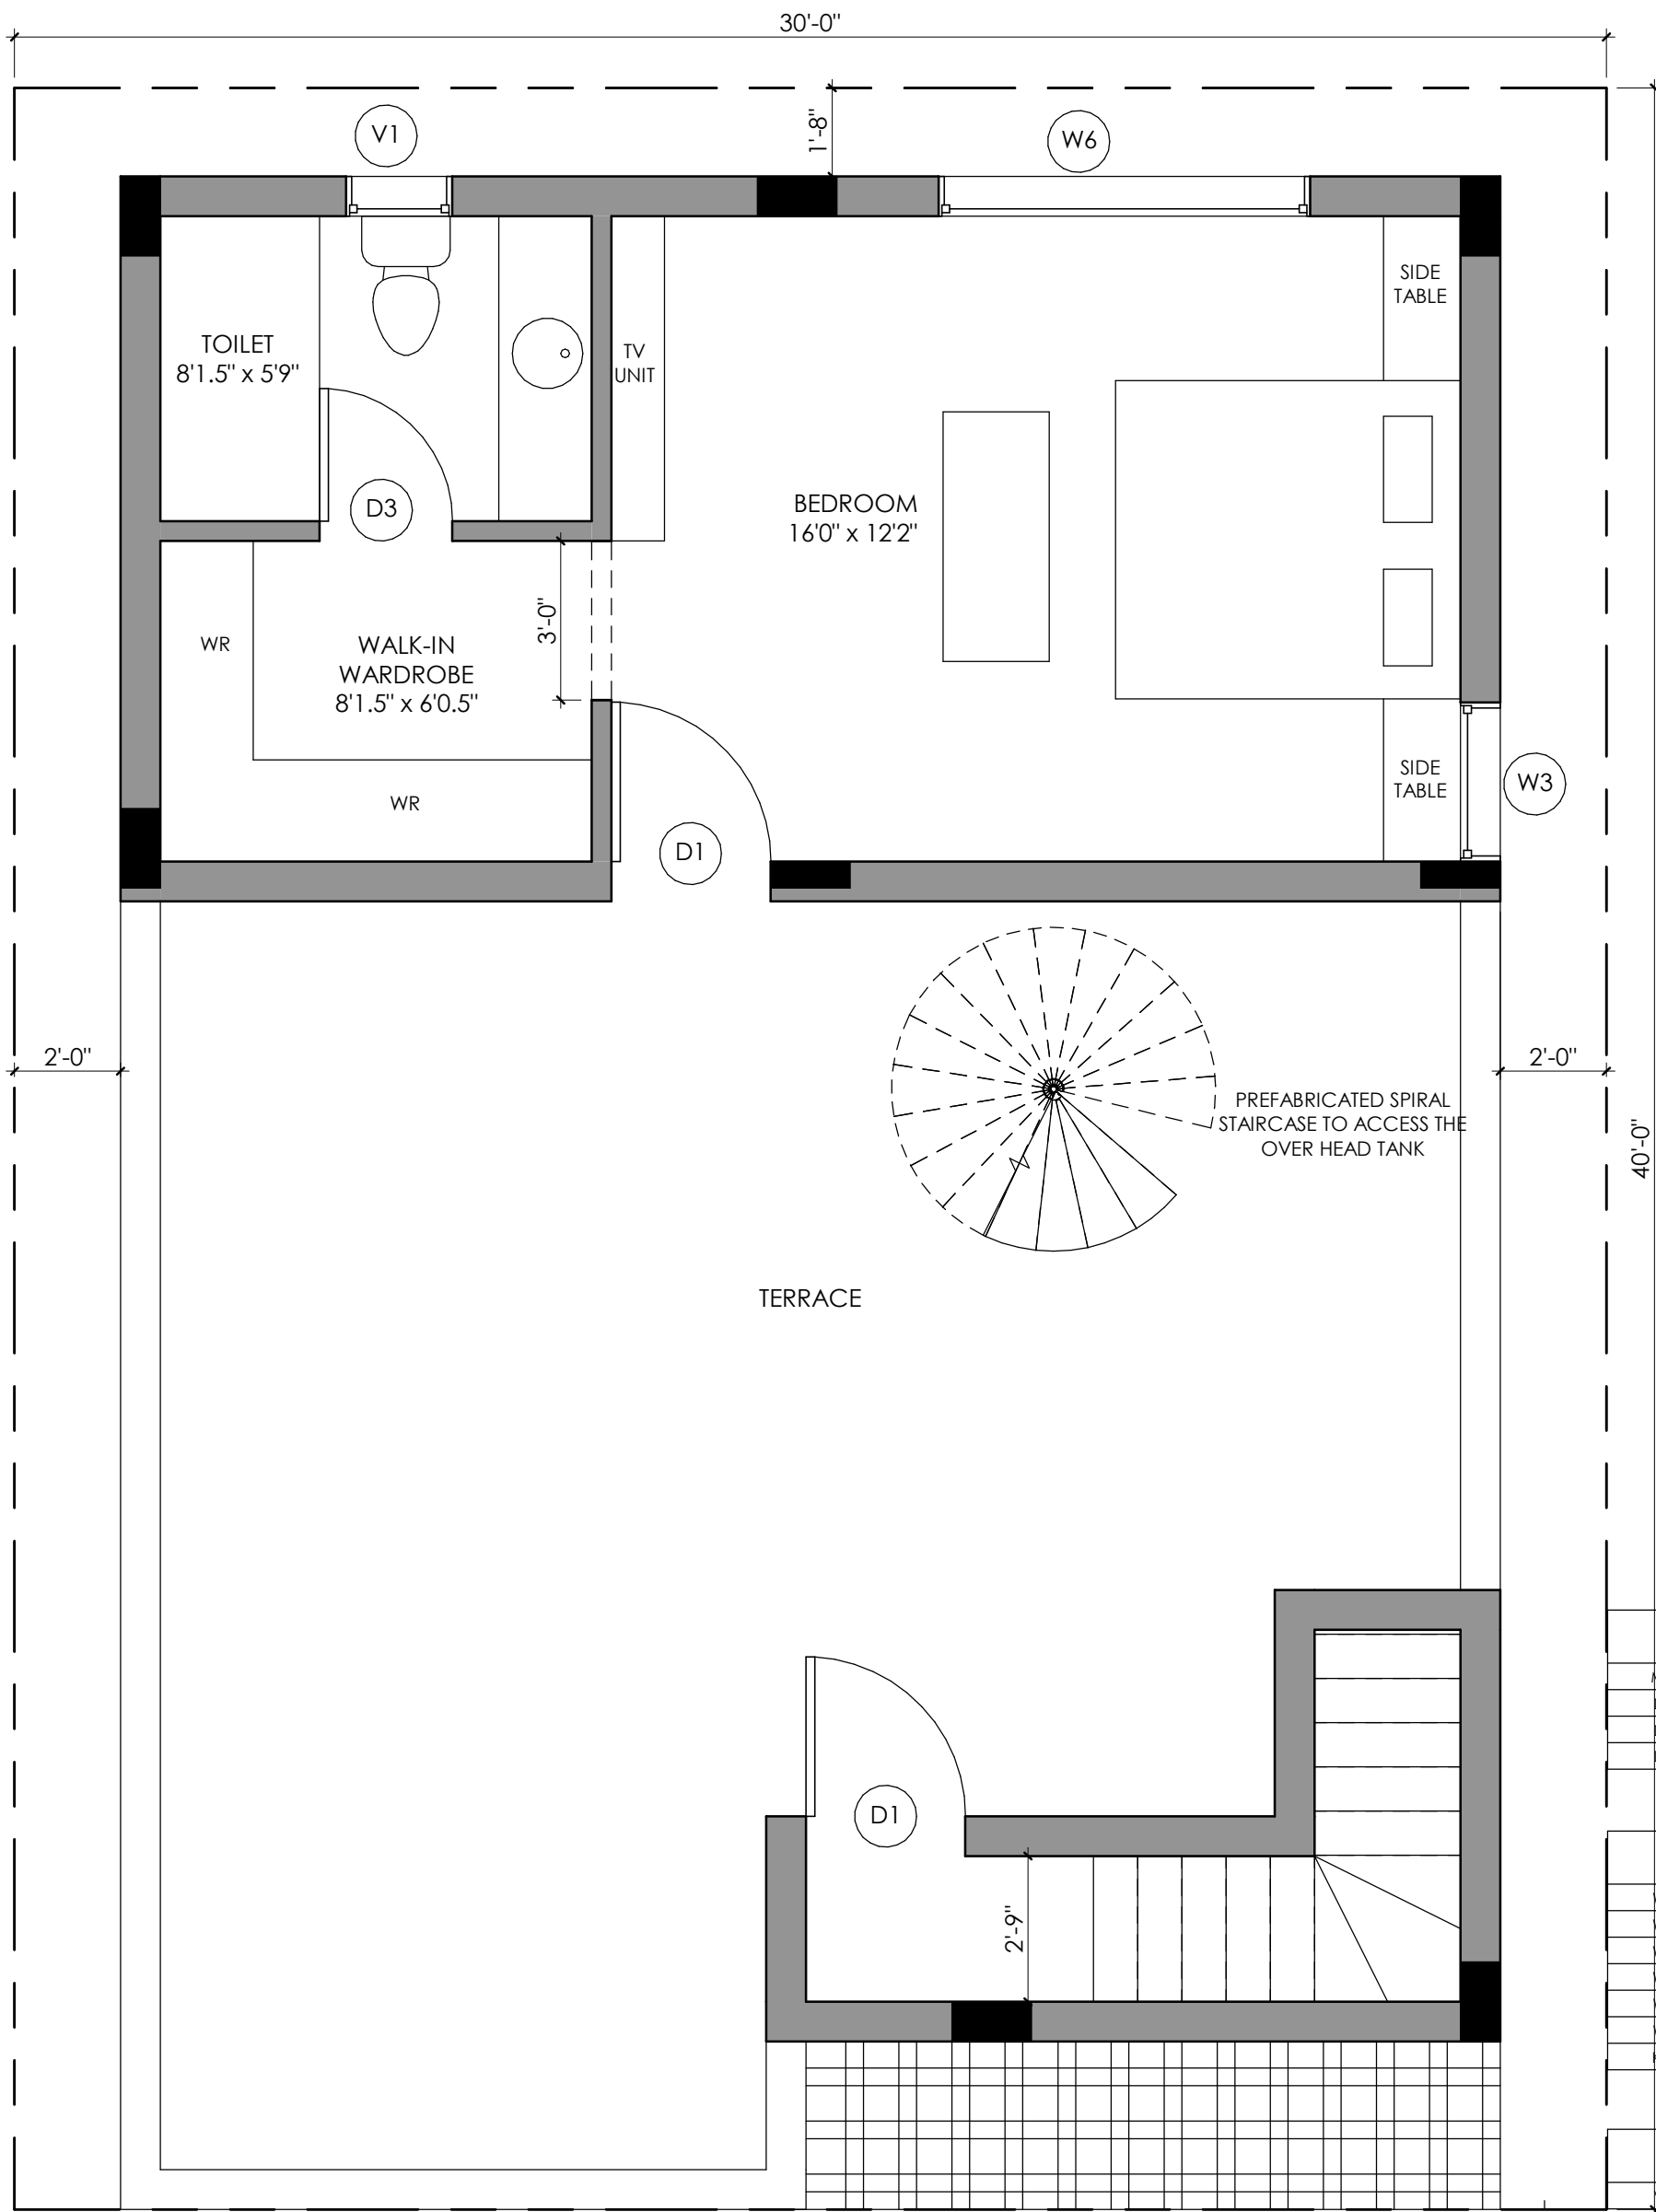 30'-0"
V1
1'-8"
W6
SIDE
TABLE
TOILET
8'1.5" x 5'9"
TV
UNIT
D3
BEDROOM
16'0" x 12'2"
WR
WALK-IN
WARDROBE
8'1.5" x 6'0.5"
3'-0"
SIDE
TABLE
W3
WR
D1
2'-0"
2'-0"
PREFABRICATED SPIRAL
STAIRCASE TO ACCESS THE
OVER HEAD TANK
40'-0"
TERRACE
D1
2'-9"